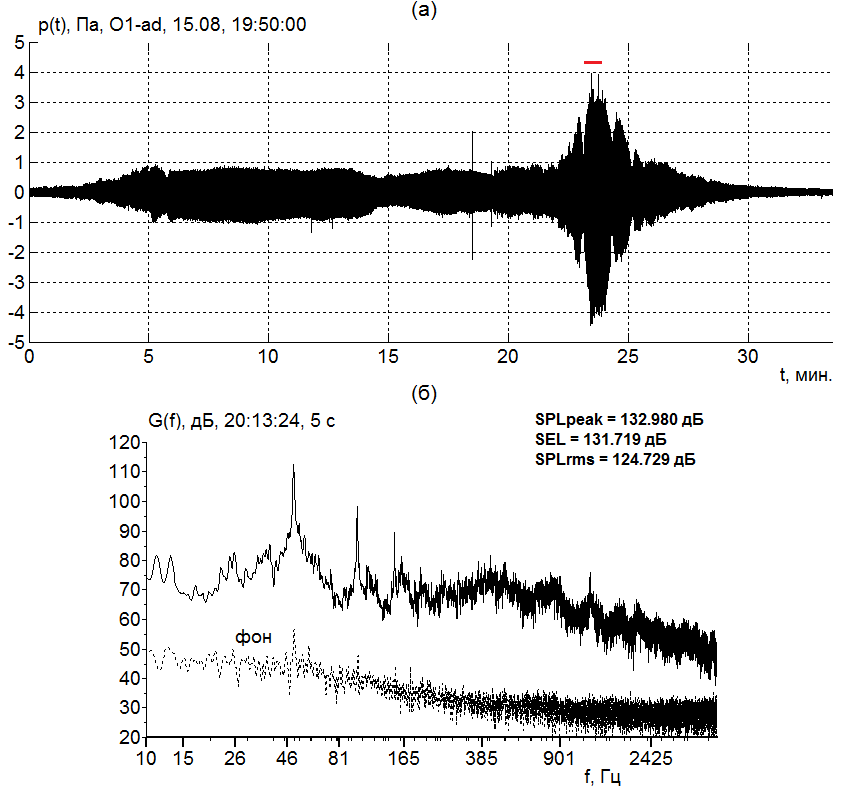 (а)
p(t), Па, O1-ad, 15.08, 19:50:00
5
4
3
2
1
0
-1
-2
-3
-4
-5
0 5 10 15 20 25 30
t, мин.
(б)
G(f), дБ, 20:13:24, 5 с
SPLpeak = 132.980 дБ
SEL = 131.719 дБ
SPLrms = 124.729 дБ
120
110
100
90
80
70
60
фон
50
40
30
20
10 15 26 46 81 165 385 901 2425
f, Гц